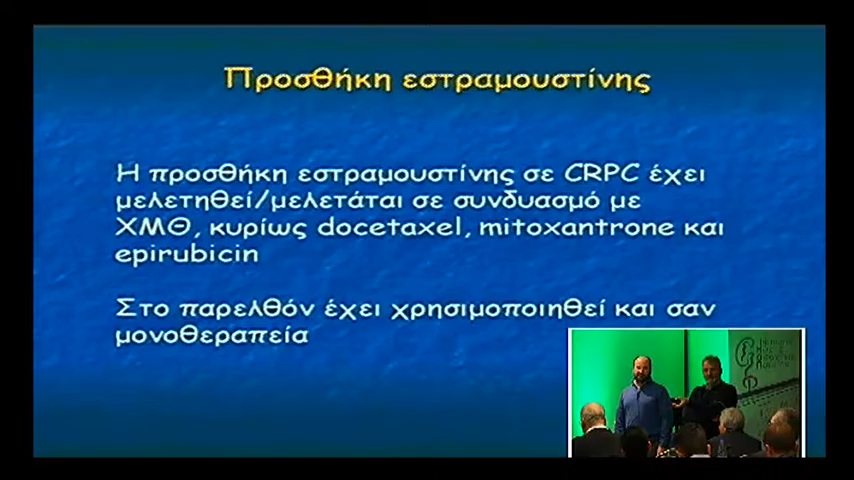 Προσθήκη εστραμουστίνης
Η προσθήκη εστραμουστίνης σε CRPC έχει
μελετηθεί/μελετάται σε συνδυασμό με
ΧΜΘ, κυρίως docetaxel, mitoxantrone και
epirubicin
Στο παρελθόν έχει χρησιμοποιηθεί και σαν
μονοθεραπεία